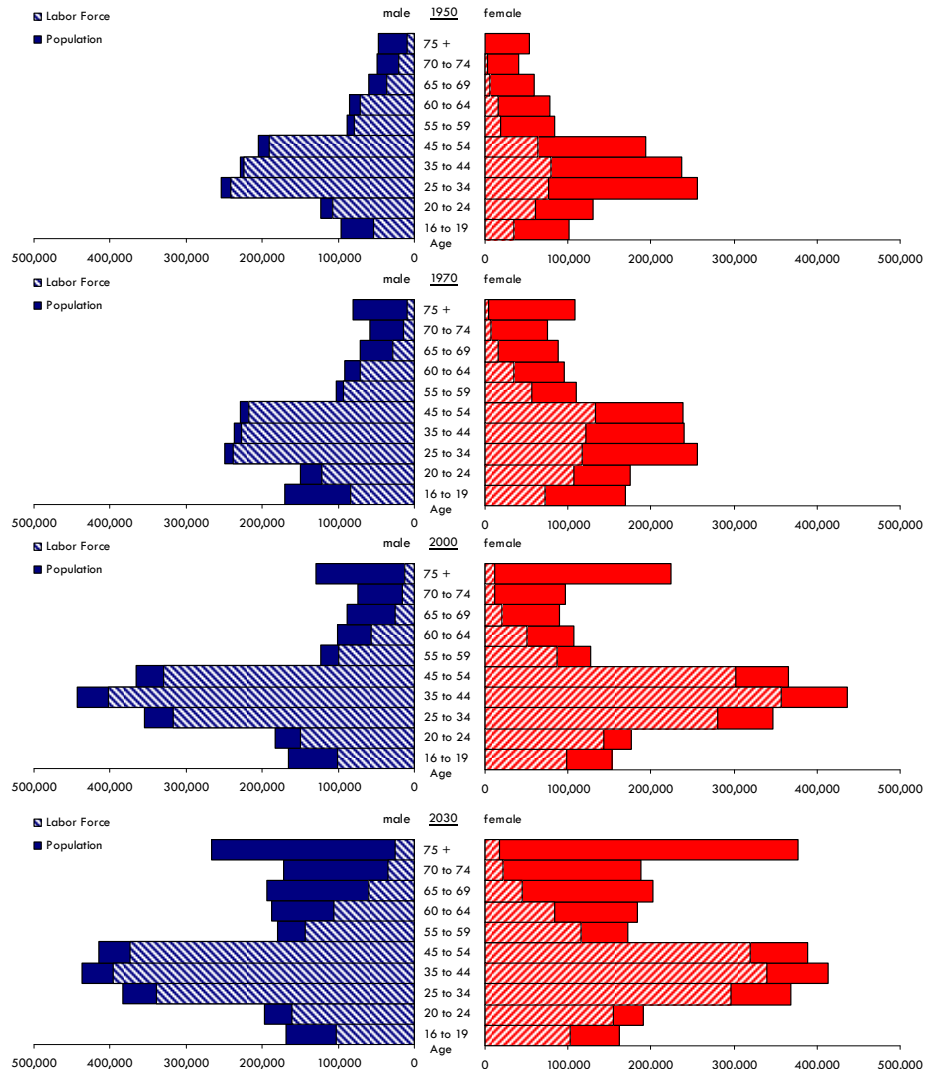 Labor Force male 1950 female
Population
75 +
70 to 74
65 to 69
60 to 64
55 to 59
45 to 54
35 to 44
25 to 34
20 to 24
16 to 19
Age
500,000 400,000 300,000 200,000 100,000 0 0 100,000 200,000 300,000 400,000 500,000
Labor Force male 1970 female
Population
75 +
70 to 74
65 to 69
60 to 64
55 to 59
45 to 54
35 to 44
25 to 34
20 to 24
16 to 19
Age
500,000 400,000 300,000 200,000 100,000 0 0 100,000 200,000 300,000 400,000 500,000
Labor Force male 2000 female
Population
75 +
70 to 74
65 to 69
60 to 64
55 to 59
45 to 54
35 to 44
25 to 34
20 to 24
16 to 19
Age
500,000 400,000 300,000 200,000 100,000 0 0 100,000 200,000 300,000 400,000 500,000
Labor Force male 2030 female
Population
75 +
70 to 74
65 to 69
60 to 64
55 to 59
45 to 54
35 to 44
25 to 34
20 to 24
16 to 19
Age
500,000 400,000 300,000 200,000 100,000 0 0 100,000 200,000 300,000 400,000 500,000